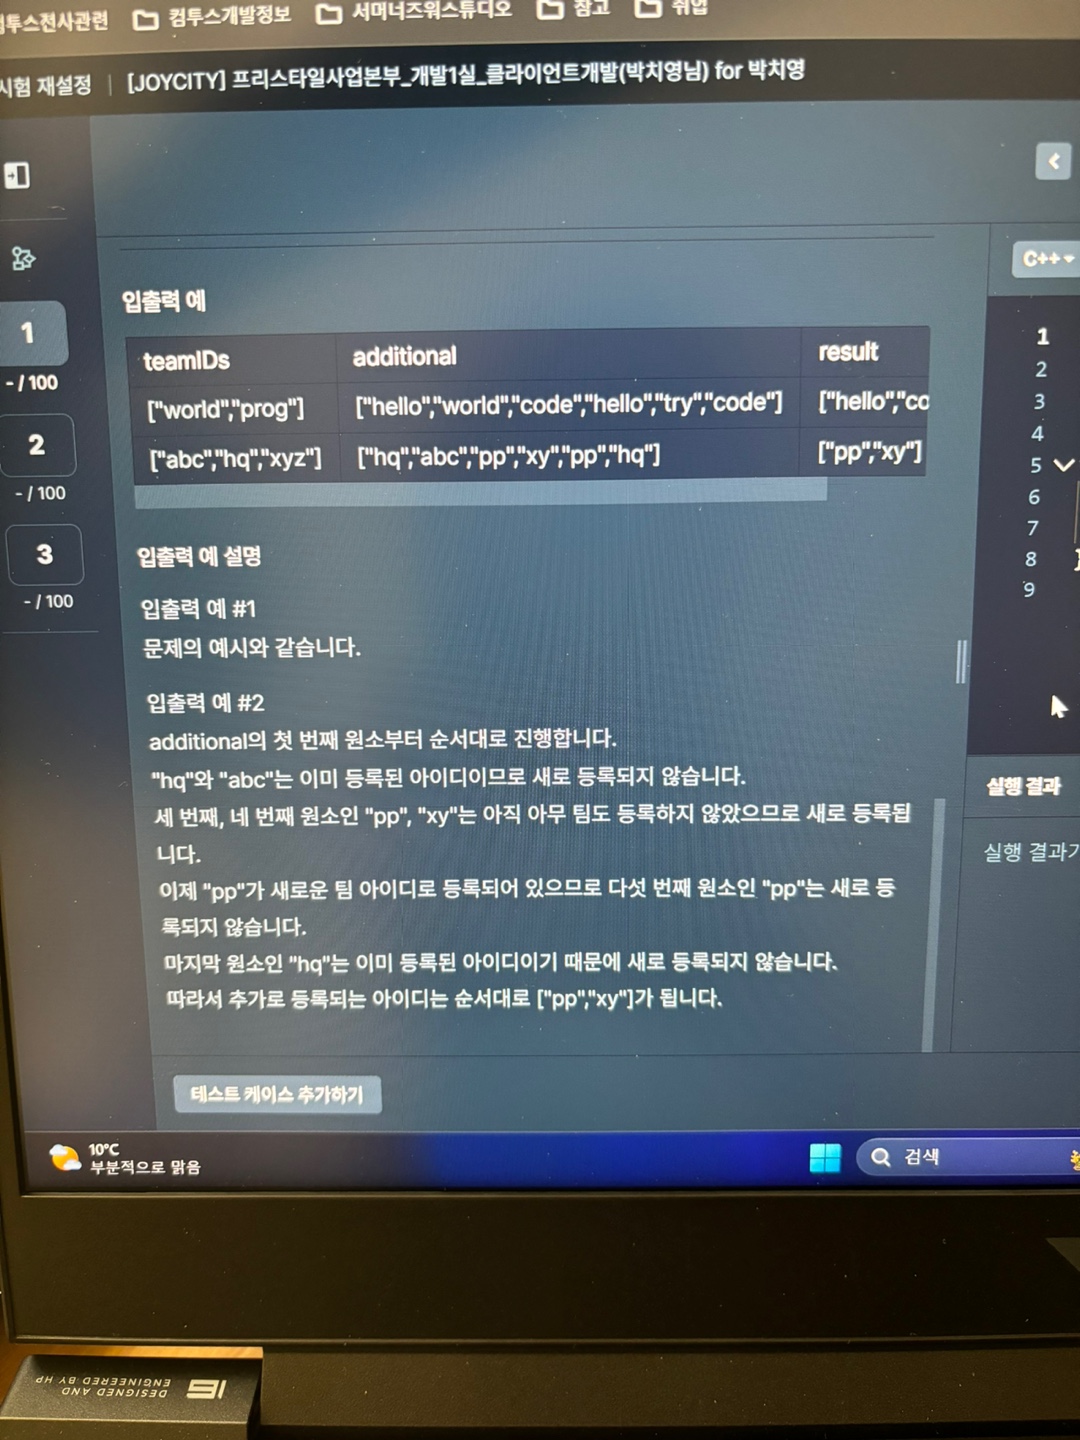 컴투스개발정보
서머너즈워스튜디오
참고
취업
시험 재설정 | [JOYCITY] 프리스타일사업본부_개발1실_클라이언트개발(박치영님) for 박치영
C++
1
- / 100
2
- / 100
3
- / 100
입출력 예
teamIDs additional result
["world","prog"] ["hello","world","code","hello","try","code"] ["hello","co
["abc","hq","xyz"] ["hq","abc","pp","xy","pp","hq"] ["pp","xy"]
입출력 예 설명
입출력 예 #1
문제의 예시와 같습니다.
입출력 예 #2
additional의 첫 번째 원소부터 순서대로 진행합니다.
"hq"와 "abc"는 이미 등록된 아이디이므로 새로 등록되지 않습니다.
세 번째, 네 번째 원소인 "pp", "xy"는 아직 아무 팀도 등록하지 않았으므로 새로 등록됩
니다.
이제 "pp"가 새로운 팀 아이디로 등록되어 있으므로 다섯 번째 원소인 "pp"는 새로 등
록되지 않습니다.
마지막 원소인 "hq"는 이미 등록된 아이디이기 때문에 새로 등록되지 않습니다.
따라서 추가로 등록되는 아이디는 순서대로 ["pp","xy"]가 됩니다.
테스트 케이스 추가하기
1
2
3
4
5
6
7
8
9
실행 결과
실행 결과가
10°C
부분적으로 맑음
검색
DESIGNED AND
ENGINEERED BY HP